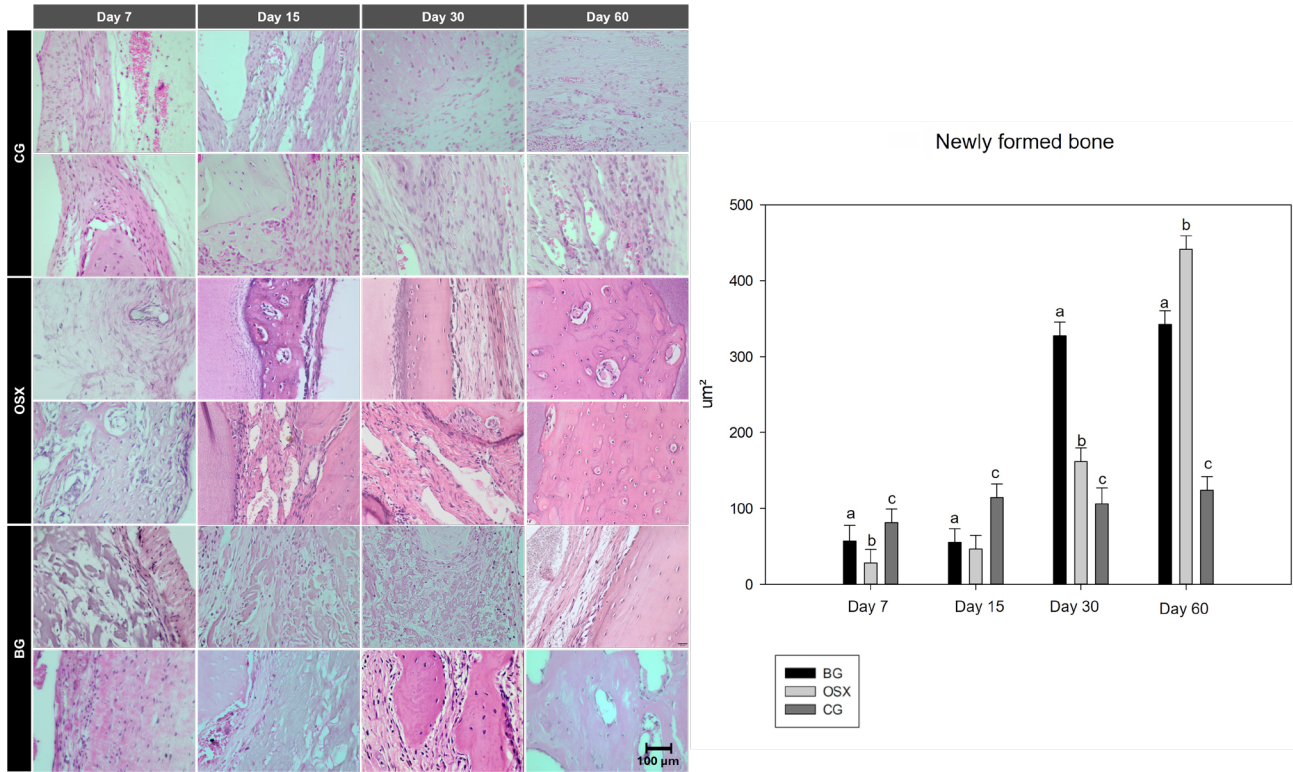 Day 7 Day 15 Day 30 Day 60
CG
OSX
BG
100 µm
Newly formed bone
um²
500
400
300
200
100
0
a b c
a c
a b c
a b c
Day 7 Day 15 Day 30 Day 60
BG
OSX
CG